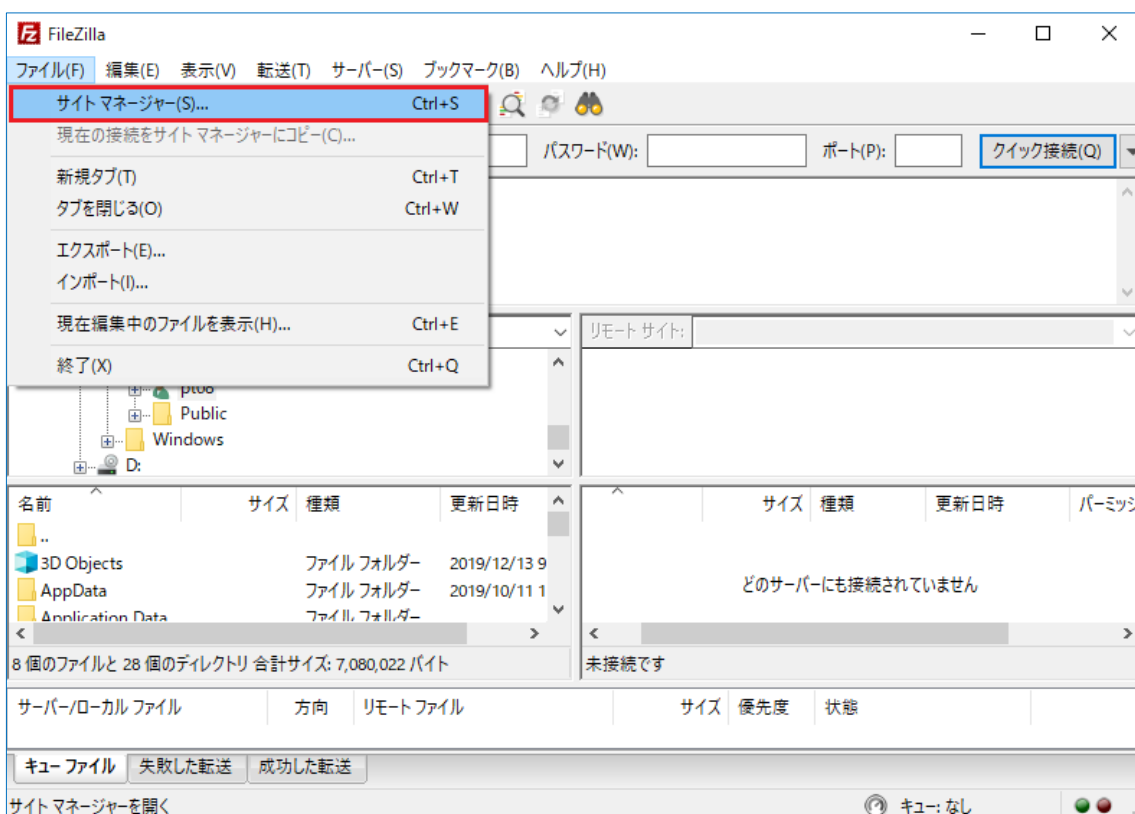 FileZilla
ファイル(F) 編集(E) 表示(V) 転送(T) サーバー(S) ブックマーク(B) ヘルプ(H)
サイト マネージャー(S)... Ctrl+S
現在の接続をサイト マネージャーにコピー(C)...
パスワード(W): ポート(P): クイック接続(Q)
新規タブ(T) Ctrl+T
タブを閉じる(O) Ctrl+W
エクスポート(E)...
インポート(I)...
現在編集中のファイルを表示(H)... Ctrl+E
リモート サイト:
終了(X) Ctrl+Q
Public
Windows
D:
名前 サイズ 種類 更新日時 サイズ 種類 更新日時 パーミッシ
..
3D Objects ファイル フォルダー 2019/12/13 9
AppData ファイル フォルダー 2019/10/11 1
どのサーバーにも接続されていません
Application Data ファイル フォルダー
8 個のファイルと 28 個のディレクトリ 合計サイズ: 7,080,022 バイト 未接続です
サーバー/ローカル ファイル 方向 リモート ファイル サイズ 優先度 状態
キュー ファイル 失敗した転送 成功した転送
サイト マネージャーを開く キュー: なし